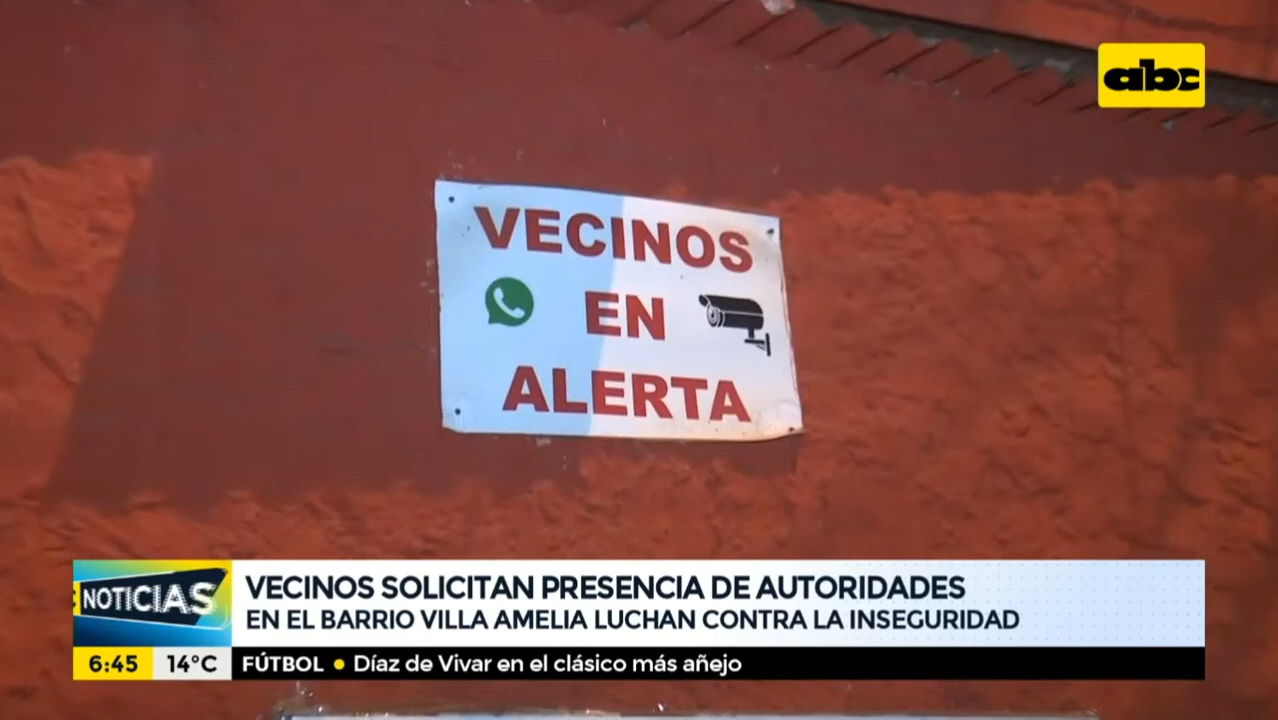 abc
VECINOS
EN
ALERTA
NOTICIAS
VECINOS SOLICITAN PRESENCIA DE AUTORIDADES
EN EL BARRIO VILLA AMELIA LUCHAN CONTRA LA INSEGURIDAD
6:45 14°C FÚTBOL • Díaz de Vivar en el clásico más añejo